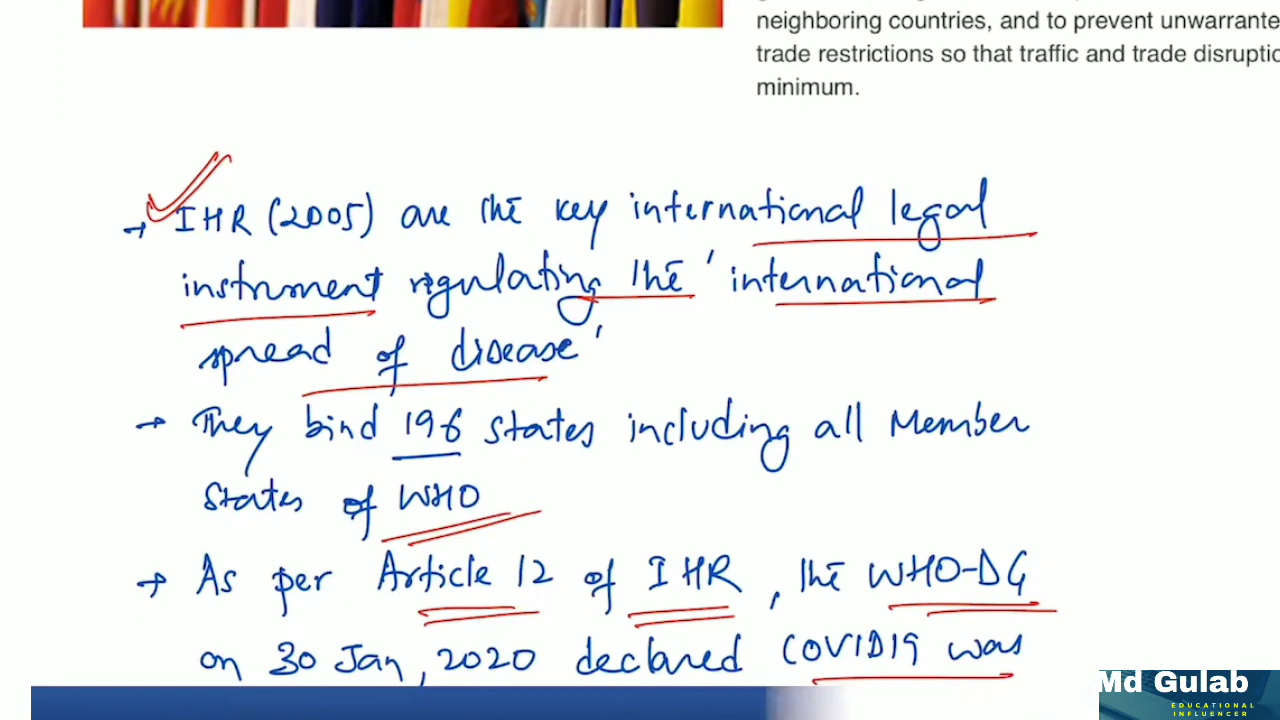 neighboring countries, and to prevent unwarrante
trade restrictions so that traffic and trade disruptio
minimum.
→ IHR (2005) are the key international legal
instrument regulating the 'international
spread of disease'
→ They bind 196 states including all Member
States of WHO
→ As per Article 12 of IHR, the WHO-DG
on 30 Jan, 2020 declared COVID19 was
Md Gulab
EDUCATIONAL
INFLUENCER